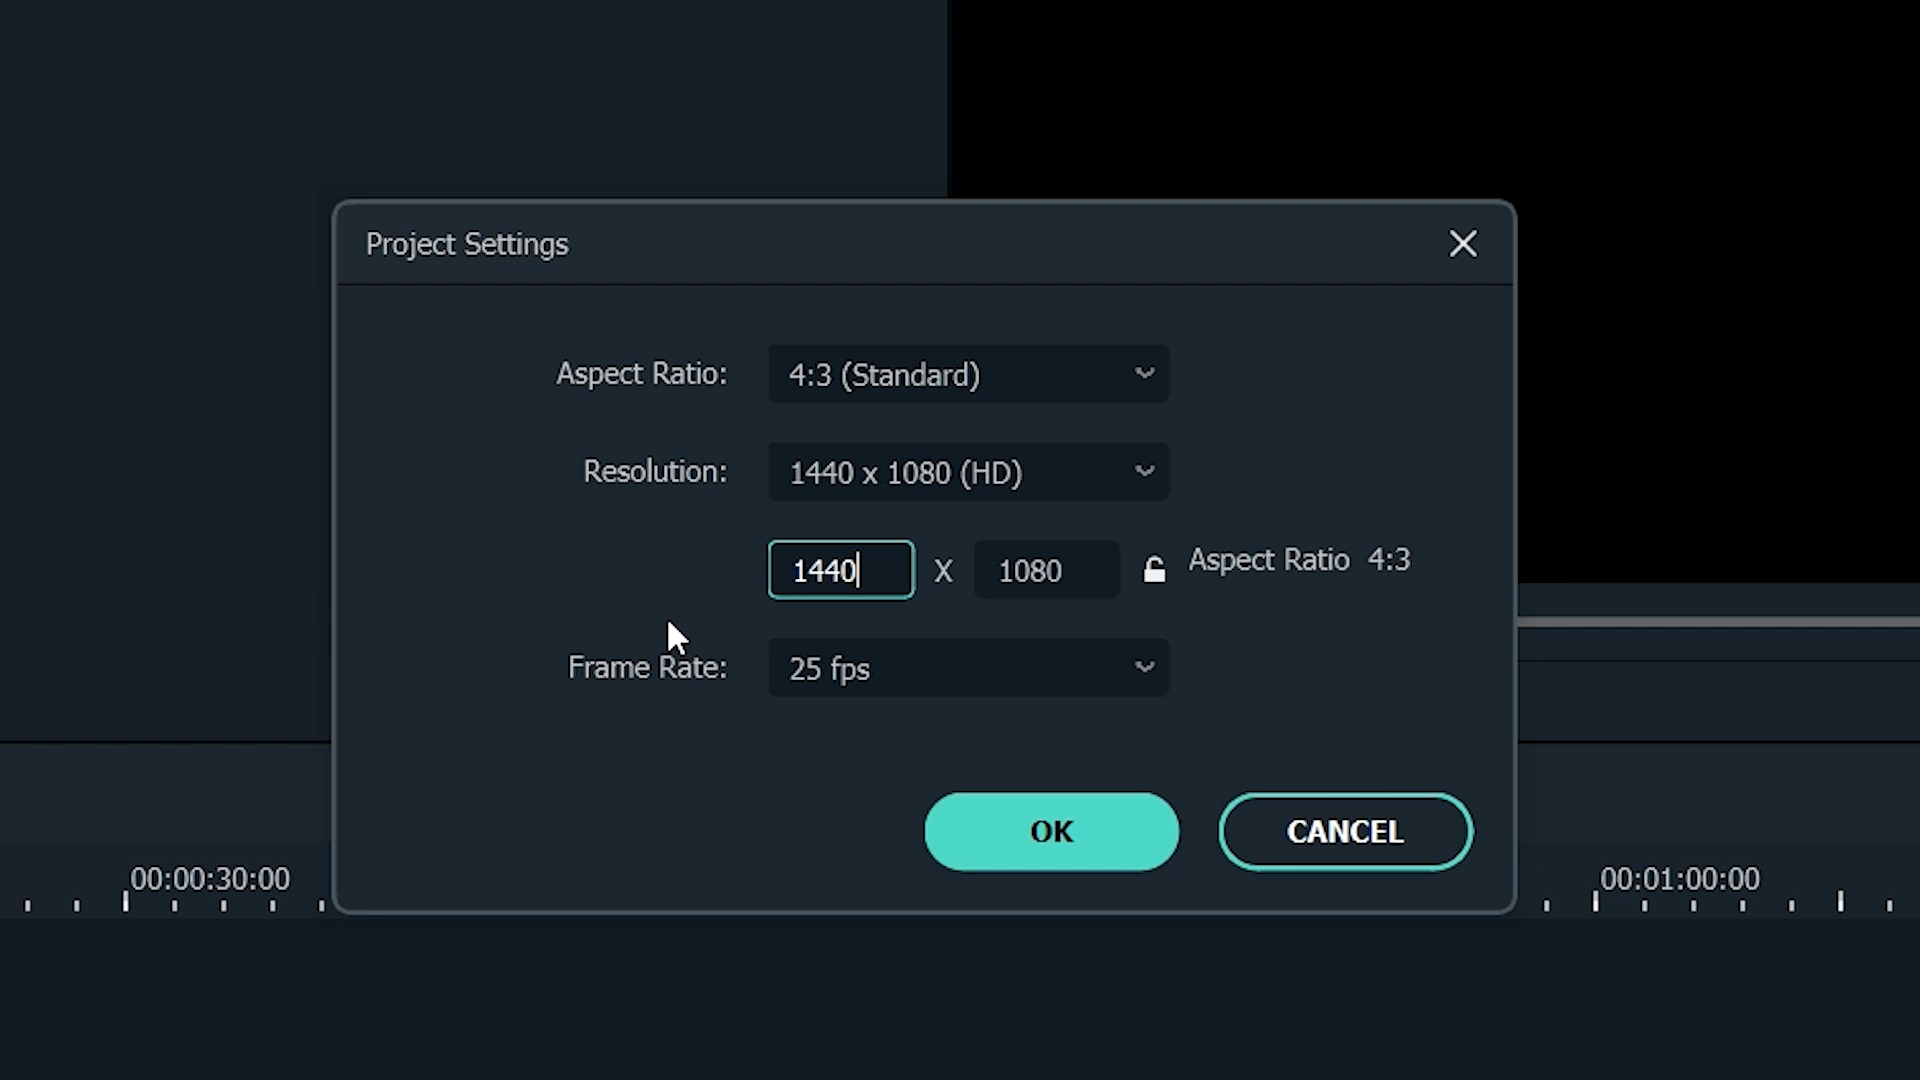 Project Settings
Aspect Ratio: 4:3 (Standard)
Resolution: 1440 x 1080 (HD)
1440 X 1080 Aspect Ratio 4:3
Frame Rate: 25 fps
OK CANCEL
00:00:30:00 00:01:00:00